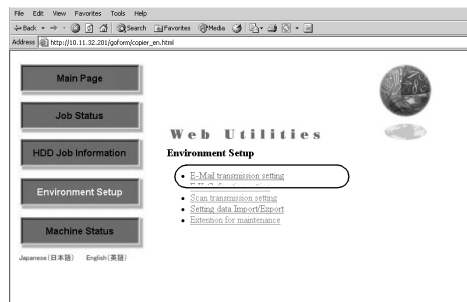 File Edit View Favorites Tools Help
Back Search Favorites Media
Address http://10.11.32.201/goform/copier_en.html
Main Page
Job Status
HDD Job Information
Environment Setup
Machine Status
Japanese(日本語) English(英語)
Web Utilities
Environment Setup
E-Mail transmission setting
Scan transmission setting
Setting data Import/Export
Extention for maintenance